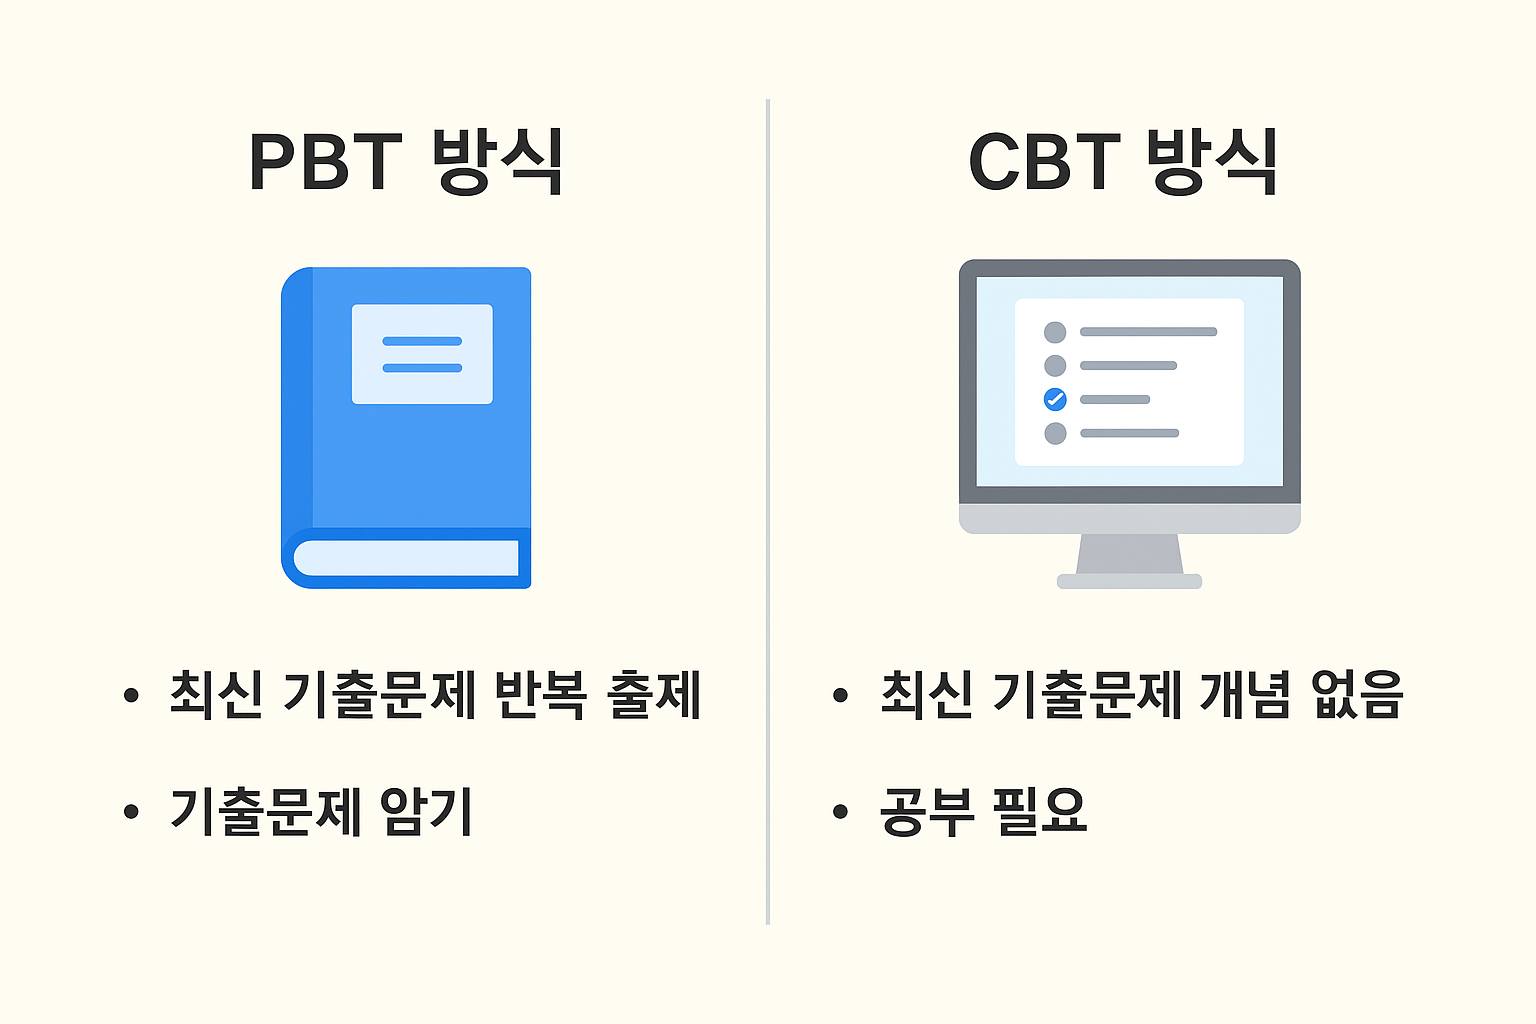 PBT 방식
• 최신 기출문제 반복 출제
• 기출문제 암기
CBT 방식
• 최신 기출문제 개념 없음
• 공부 필요